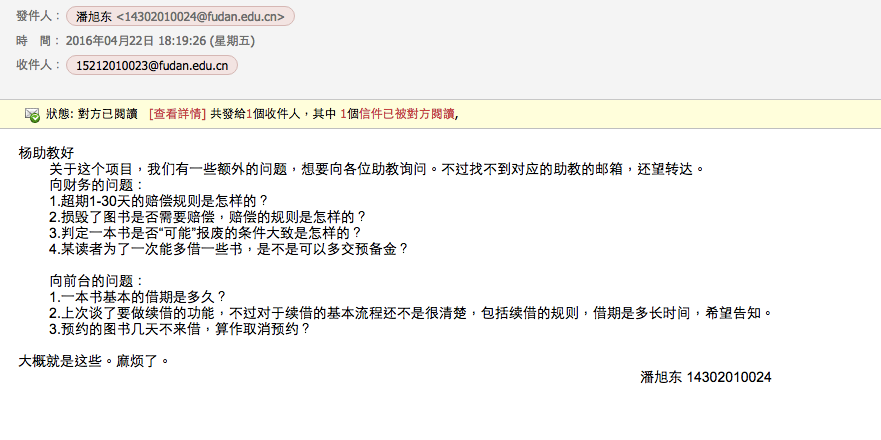 發件人：潘旭东 <14302010024@fudan.edu.cn>
時　間：2016年04月22日 18:19:26 (星期五)
收件人：15212010023@fudan.edu.cn
狀態: 對方已閱讀 [查看詳情] 共發給1個收件人，其中 1個信件已被對方閱讀,
杨助教好
关于这个项目，我们有一些额外的问题，想要向各位助教询问。不过找不到对应的助教的邮箱，还望转达。
向财务的问题：
1.超期1-30天的赔偿规则是怎样的？
2.损毁了图书是否需要赔偿，赔偿的规则是怎样的？
3.判定一本书是否“可能”报废的条件大致是怎样的？
4.某读者为了一次能多借一些书，是不是可以多交预备金？
向前台的问题：
1.一本书基本的借期是多久？
2.上次谈了要做续借的功能，不过对于续借的基本流程还不是很清楚，包括续借的规则，借期是多长时间，希望告知。
3.预约的图书几天不来借，算作取消预约？
大概就是这些。麻烦了。
潘旭东 14302010024